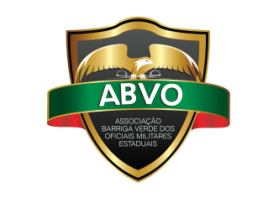 ABVO
ASSOCIAÇÃO
BARRIGA VERDE DOS
OFICIAIS MILITARES
ESTADUAIS